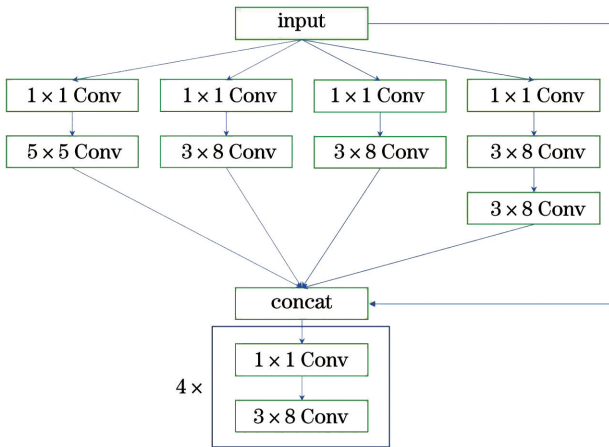 input
1 × 1 Conv
1 × 1 Conv
1 × 1 Conv
1 × 1 Conv
5 × 5 Conv
3 × 8 Conv
3 × 8 Conv
3 × 8 Conv
3 × 8 Conv
concat
4 ×
1 × 1 Conv
3 × 8 Conv